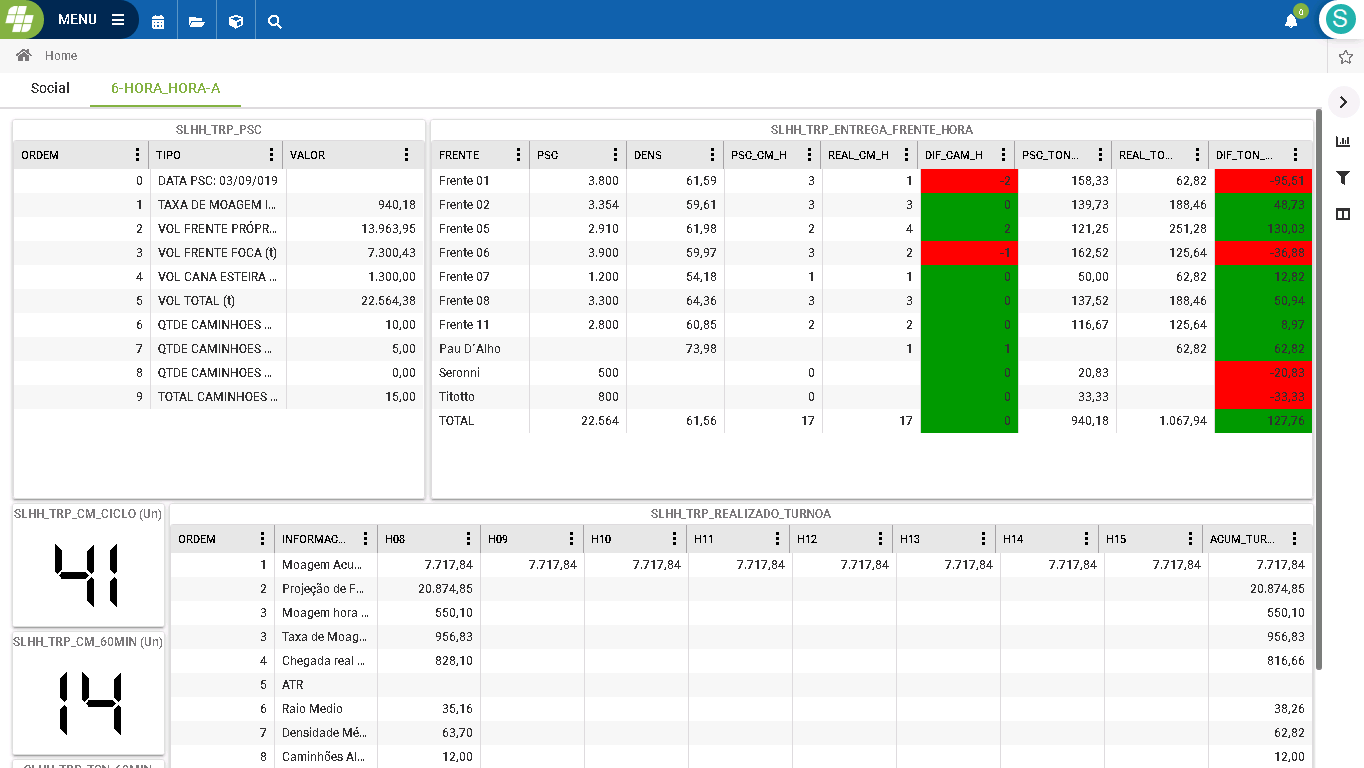 MENU
0
S
Home
Social 6-HORA_HORA-A
SLHH_TRP_PSC
ORDEM TIPO VALOR
0 DATA PSC: 03/09/019
1 TAXA DE MOAGEM I... 940,18
2 VOL FRENTE PRÓPR... 13.963,95
3 VOL FRENTE FOCA (t) 7.300,43
4 VOL CANA ESTEIRA ... 1.300,00
5 VOL TOTAL (t) 22.564,38
6 QTDE CAMINHOES ... 10,00
7 QTDE CAMINHOES ... 5,00
8 QTDE CAMINHOES ... 0,00
9 TOTAL CAMINHOES ... 15,00
SLHH_TRP_ENTREGA_FRENTE_HORA
FRENTE PSC DENS PSC_CM_H REAL_CM_H DIF_CAM_H PSC_TON... REAL_TO... DIF_TON_...
Frente 01 3.800 61,59 3 1 -2 158,33 62,82 -95,51
Frente 02 3.354 59,61 3 3 0 139,73 188,46 48,73
Frente 05 2.910 61,98 2 4 2 121,25 251,28 130,03
Frente 06 3.900 59,97 3 2 -1 162,52 125,64 -36,88
Frente 07 1.200 54,18 1 1 0 50,00 62,82 12,82
Frente 08 3.300 64,36 3 3 0 137,52 188,46 50,94
Frente 11 2.800 60,85 2 2 0 116,67 125,64 8,97
Pau D´Alho 73,98 1 1 62,82 62,82
Seronni 500 0 0 20,83 -20,83
Titotto 800 0 0 33,33 -33,33
TOTAL 22.564 61,56 17 17 0 940,18 1.067,94 127,76
SLHH_TRP_CM_CICLO (Un)
41
SLHH_TRP_CM_60MIN (Un)
14
SLHH_TRP_TON_60MIN
SLHH_TRP_REALIZADO_TURNOA
ORDEM INFORMAC... H08 H09 H10 H11 H12 H13 H14 H15 ACUM_TUR...
1 Moagem Acu... 7.717,84 7.717,84 7.717,84 7.717,84 7.717,84 7.717,84 7.717,84 7.717,84 7.717,84
2 Projeção de F... 20.874,85 20.874,85
3 Moagem hora ... 550,10 550,10
3 Taxa de Moag... 956,83 956,83
4 Chegada real ... 828,10 816,66
5 ATR
6 Raio Medio 35,16 38,26
7 Densidade Mé... 63,70 62,82
8 Caminhões Al... 12,00 12,00